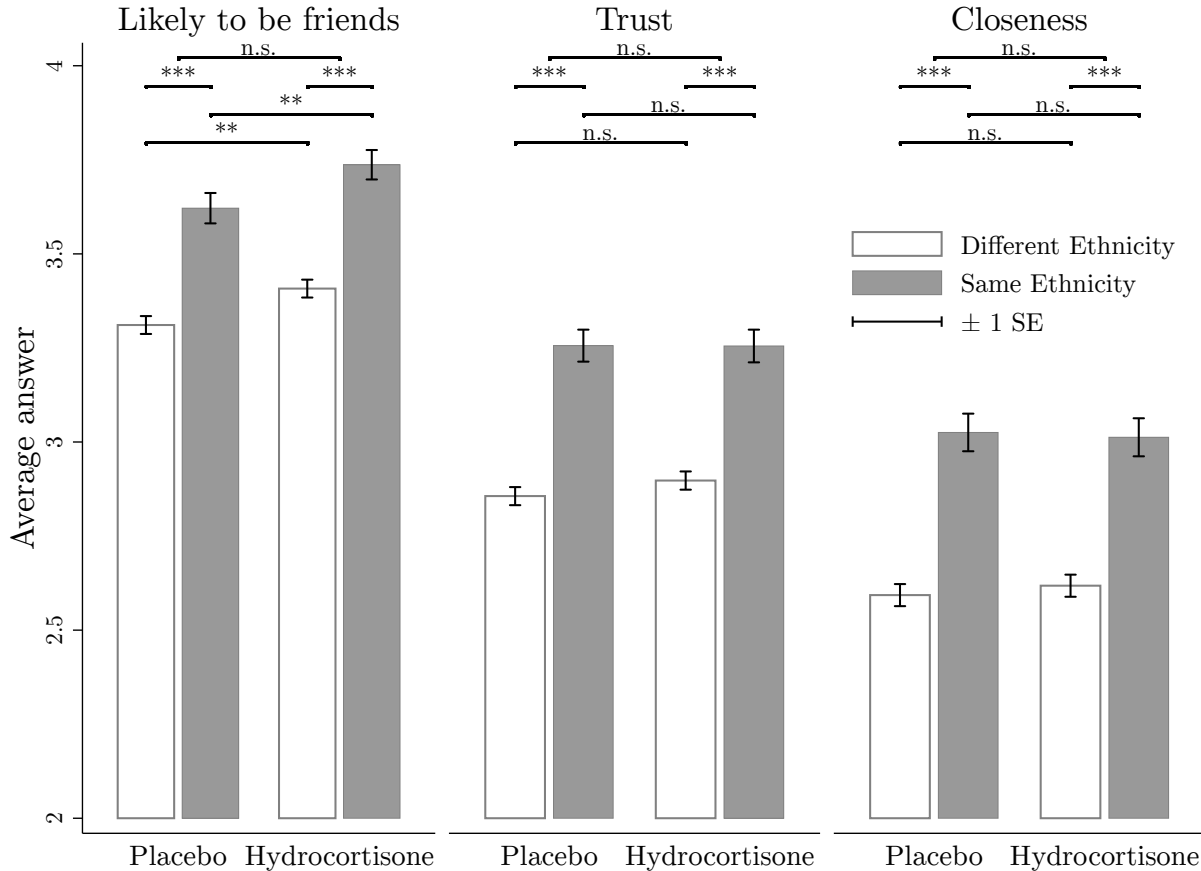 Likely to be friends
Trust
Closeness
n.s.
n.s.
n.s.
***
***
***
***
***
***
**
n.s.
n.s.
**
n.s.
n.s.
4
3.5
3
2.5
2
Average answer
Different Ethnicity
Same Ethnicity
± 1 SE
Placebo
Hydrocortisone
Placebo
Hydrocortisone
Placebo
Hydrocortisone